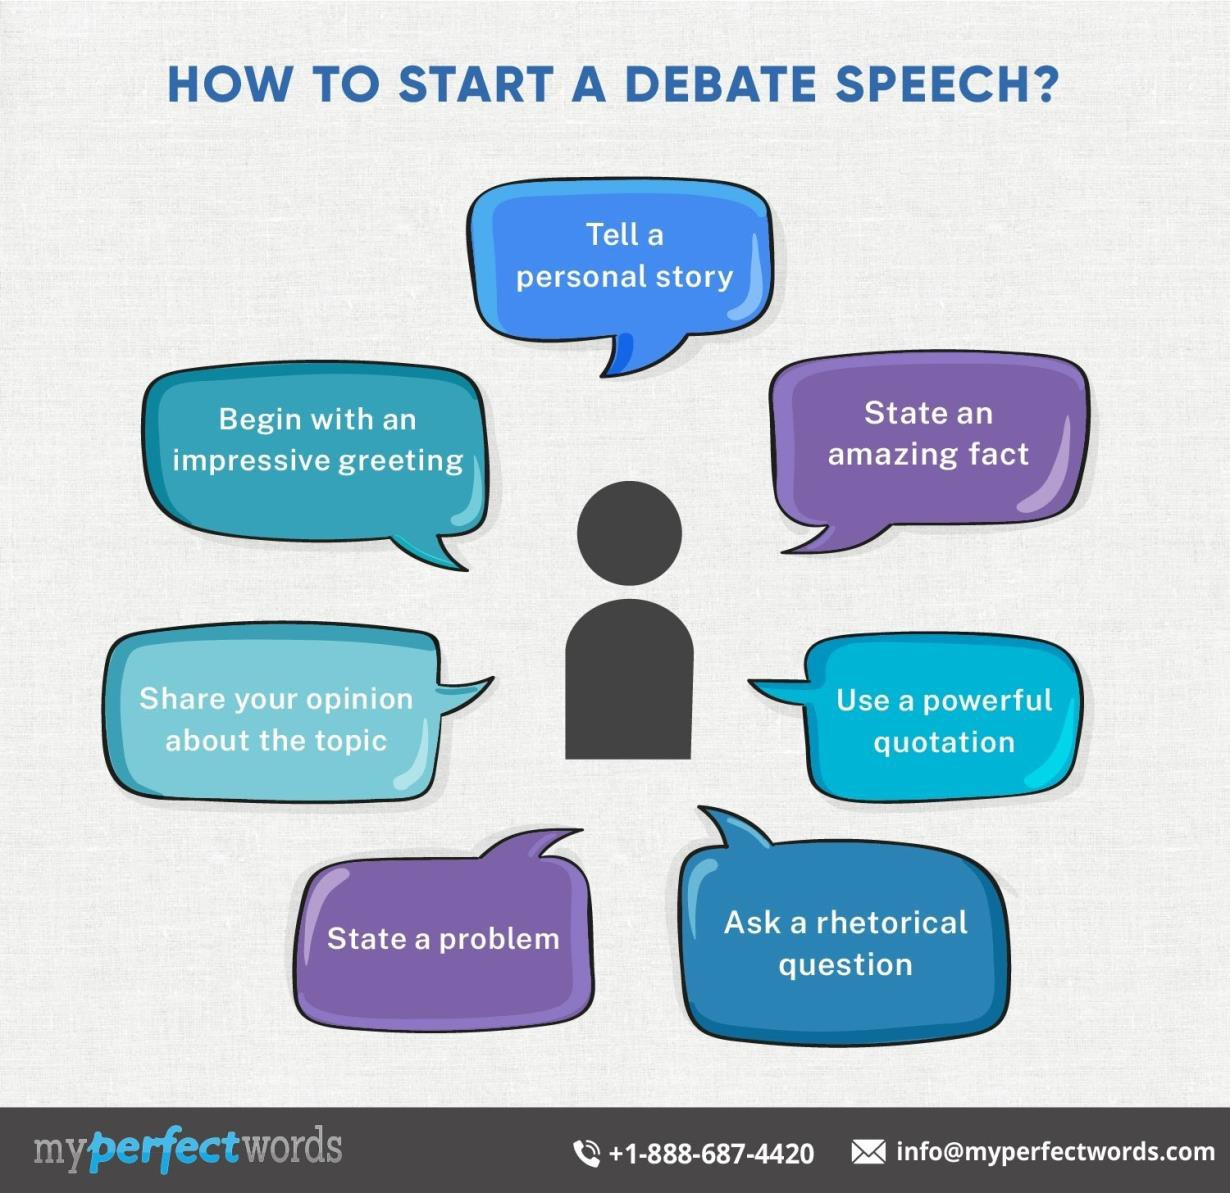 HOW TO START A DEBATE SPEECH?
Tell a
personal story
Begin with an
impressive greeting
State an
amazing fact
Share your opinion
about the topic
Use a powerful
quotation
State a problem
Ask a rhetorical
question
myperfectwords
+1-888-687-4420
info@myperfectwords.com